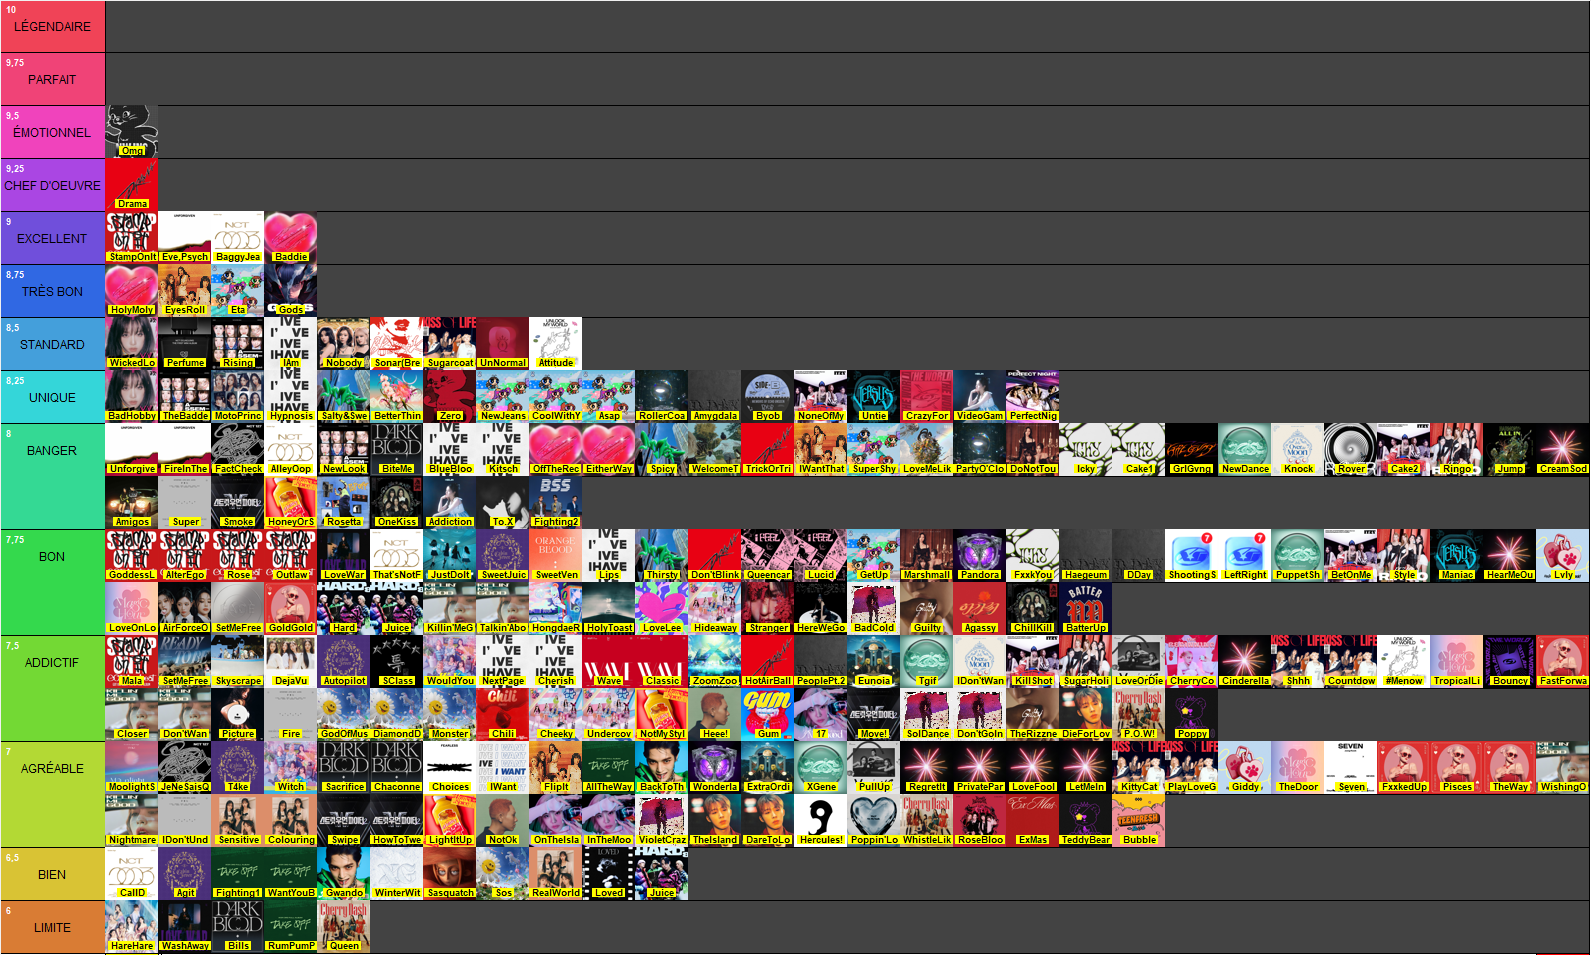 10
LÉGENDAIRE
9,75
PARFAIT
9,5
ÉMOTIONNEL
Omg
9,25
CHEF D'OEUVRE
Drama
9
EXCELLENT
StampOnIt Eve,Psych BaggyJea Baddie
8,75
TRÈS BON
HolyMoly EyesRoll Eta Gods
8,5
STANDARD
WickedLo Perfume Rising IAm Nobody Sonar(Bre Sugarcoat UnNormal Attitude
8,25
UNIQUE
BadHobby TheBadde MotoPrinc Hypnosis Salty&Swe BetterThin Zero NewJeans CoolWithY Asap RollerCoa Amygdala Byob NoneOfMy Untie CrazyFor VideoGam PerfectNig
8
BANGER
Unforgive FireInThe FactCheck AlleyOop NewLook BiteMe BlueBloo Kitsch OffTheRec EitherWay Spicy WelcomeT TrickOrTri IWantThat SuperShy LoveMeLik PartyO'Clo DoNotTou Icky Cake1 GrlGvng NewDance Knock Rover Cake2 Ringo Jump CreamSod
Amigos Super Smoke HoneyOrS Rosetta OneKiss Addiction To.X Fighting2
7,75
BON
GoddessL AlterEgo Rose Outlaw LoveWar That'sNotF JustDoIt SweetJuic SweetVen Lips Thirsty Don'tBlink Queencar Lucid GetUp Marshmall Pandora FxxkYou Haegeum DDay ShootingS LeftRight PuppetSh BetOnMe Style Maniac HearMeOu Lvly
LoveOnLo AirForceO SetMeFree GoldGold Hard Juice Killin'MeG Talkin'Abo HongdaeR HolyToast LoveLee Hideaway Stranger HereWeGo BadCold Guilty Agassy ChillKill BatterUp
7,5
ADDICTIF
Mala SetMeFree Skyscrape DejaVu Autopilot SClass WouldYou NextPage Cherish Wave Classic ZoomZoo HotAirBall PeoplePt.2 Eunoia Tgif IDon'tWan KillShot SugarHoli LoveOrDie CherryCo Cinderella Shhh Countdow #Menow TropicalLi Bouncy FastForwa
Closer Don'tWan Picture Fire GodOfMus DiamondD Monster Chili Cheeky Undercov NotMyStyl Heee! Gum 17 Move! SolDance Don'tGoIn TheRizzne DieForLov P.O.W! Poppy
7
AGRÉABLE
MoolightS JeNeSaisQ T4ke Witch Sacrifice Chaconne Choices IWant FlipIt AllTheWay BackToTh Wonderla ExtraOrdi XGene PullUp RegretIt PrivatePar LoveFool LetMeIn KittyCat PlayLoveG Giddy TheDoor Seven FxxkedUp Pisces TheWay WishingO
Nightmare IDon'tUnd Sensitive Colouring Swipe HowToTwe LightItUp NotOk OnTheIsla InTheMoo VioletCraz TheIsland DareToLo Hercules! Poppin'Lo WhistleLik RoseBloo ExMas TeddyBear Bubble
6,5
BIEN
CallD Agit Fighting1 WantYouB Gwando WinterWit Sasquatch Sos RealWorld Loved Juice
6
LIMITE
HareHare WashAway Bills RumPumP Queen